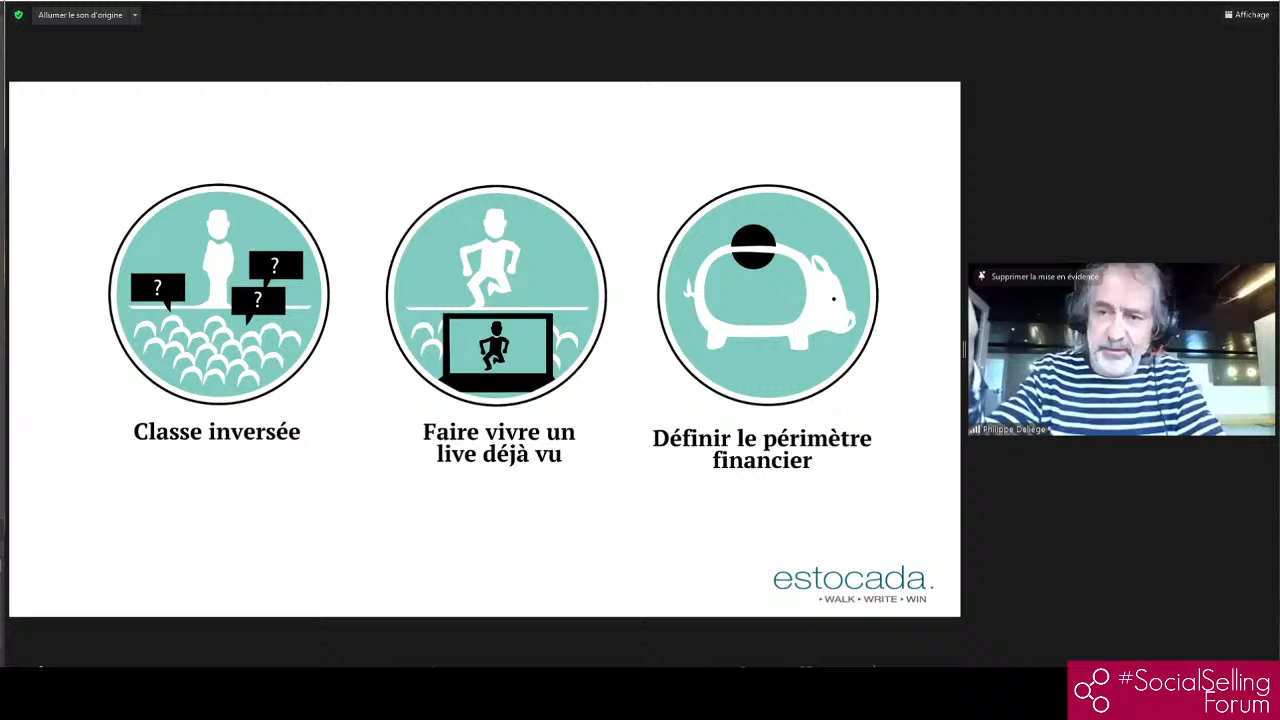 Allumer le son d'origine
Affichage
?
?
?
Classe inversée
Faire vivre un
live déjà vu
Définir le périmètre
financier
estocada.
• WALK • WRITE • WIN
Supprimer la mise en évidence
Philippe Deliège
#SocialSelling
Forum